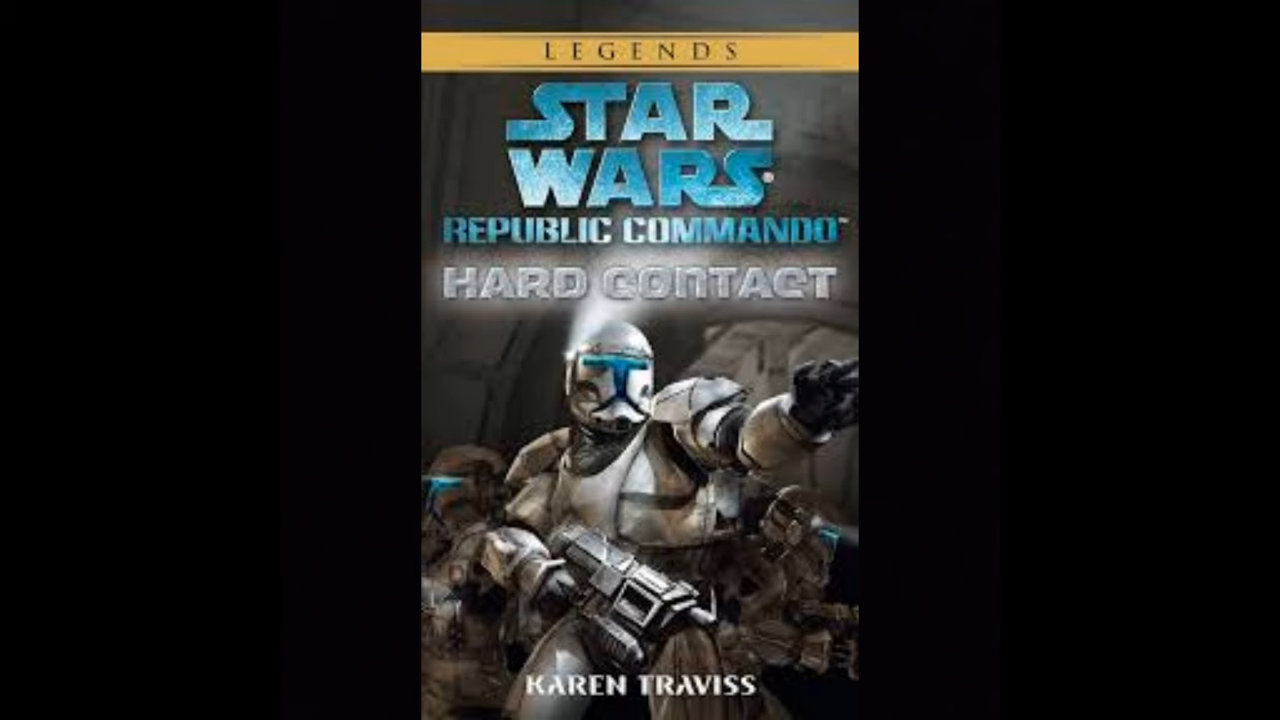 LEGENDS
STAR
WARS®
REPUBLIC COMMANDO™
HARD CONTACT
KAREN TRAVISS